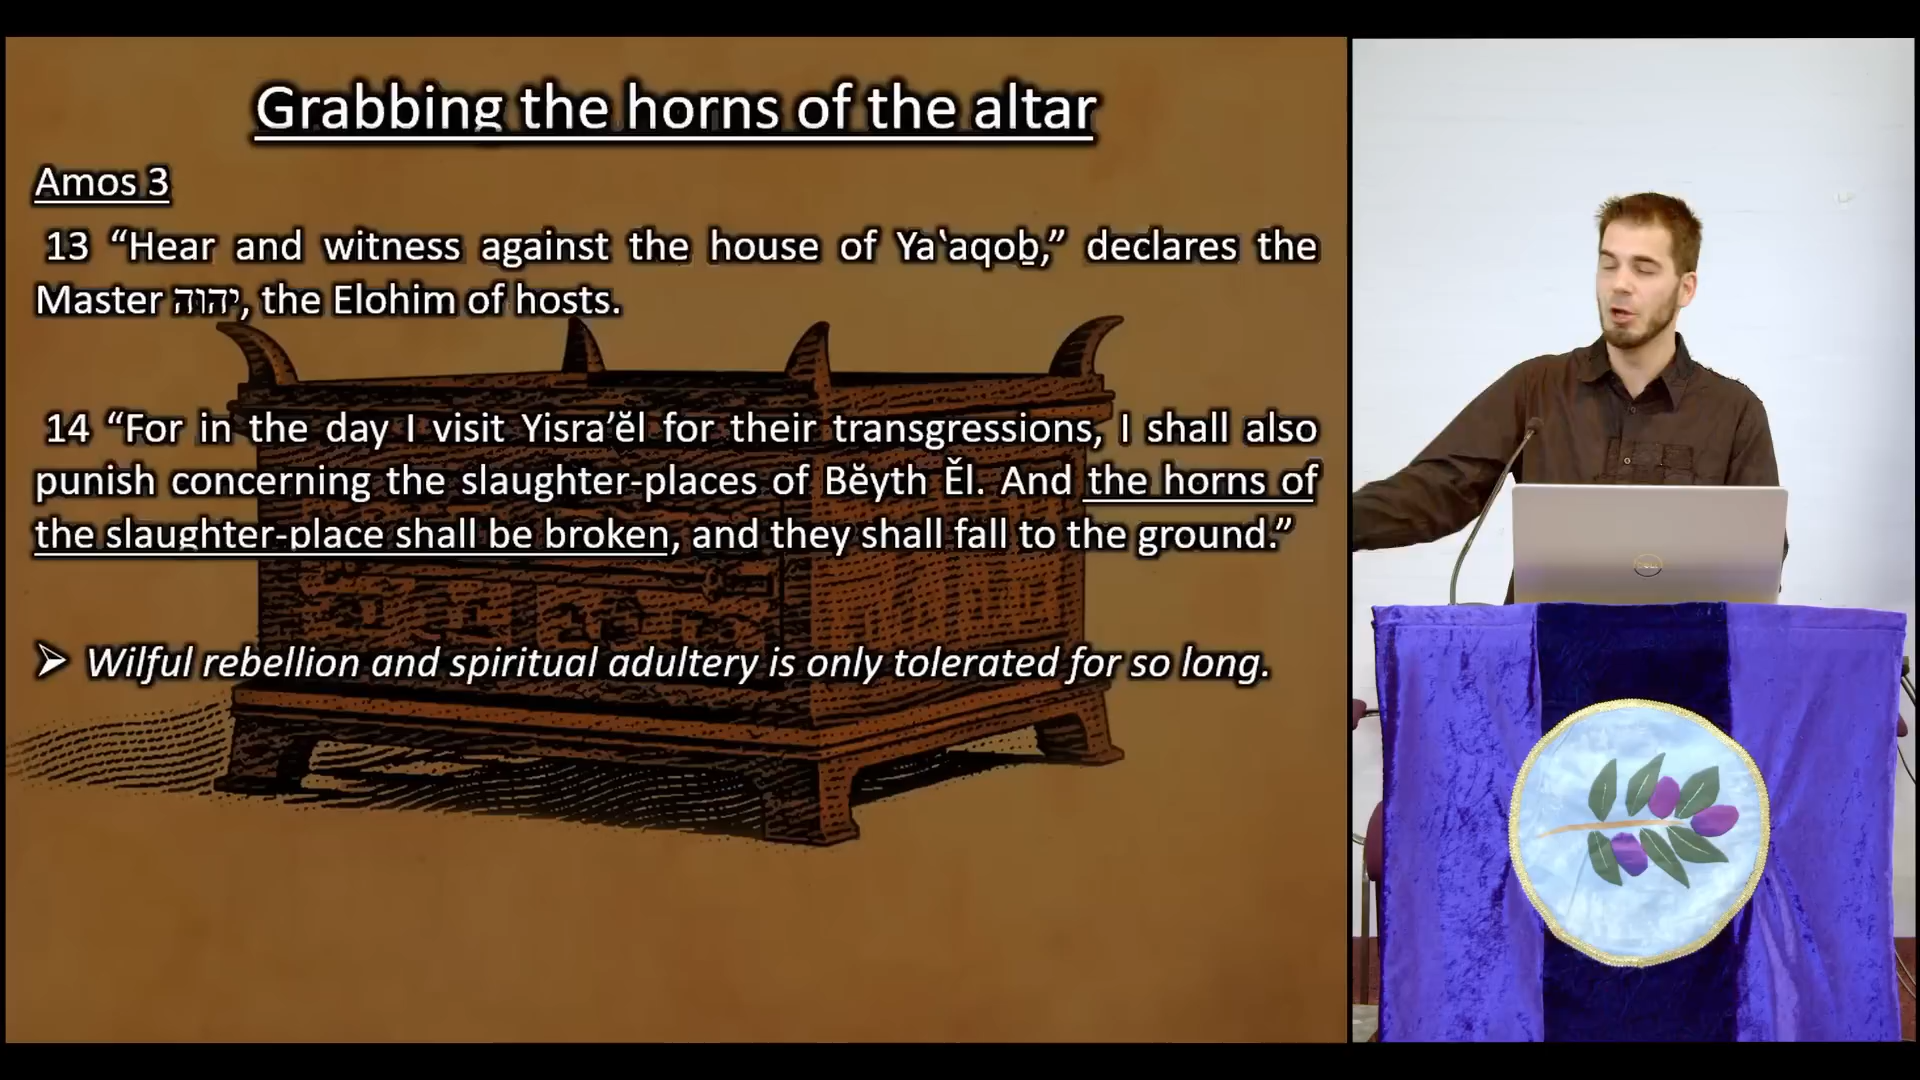 Grabbing the horns of the altar
Amos 3
13 “Hear and witness against the house of Ya‛aqoḇ,” declares the
Master יהוה, the Elohim of hosts.
14 “For in the day I visit Yisra’ĕl for their transgressions, I shall also
punish concerning the slaughter-places of Bĕyth Ěl. And the horns of
the slaughter-place shall be broken, and they shall fall to the ground.”
➢ Wilful rebellion and spiritual adultery is only tolerated for so long.
DELL